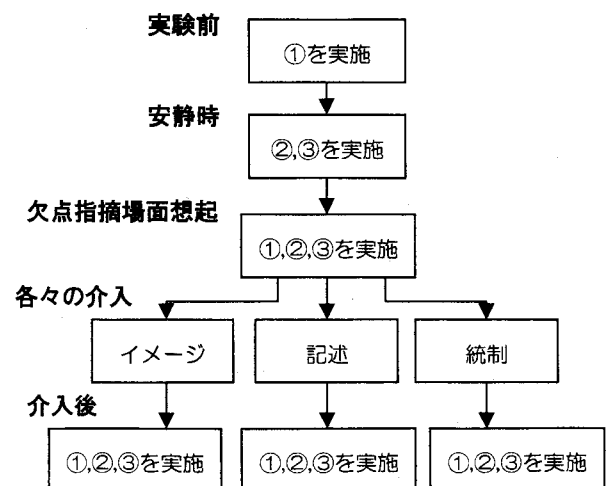 実験前
①を実施
安静時
②,③を実施
欠点指摘場面想起
①,②,③を実施
各々の介入
イメージ
記述
統制
介入後
①,②,③を実施
①,②,③を実施
①,②,③を実施